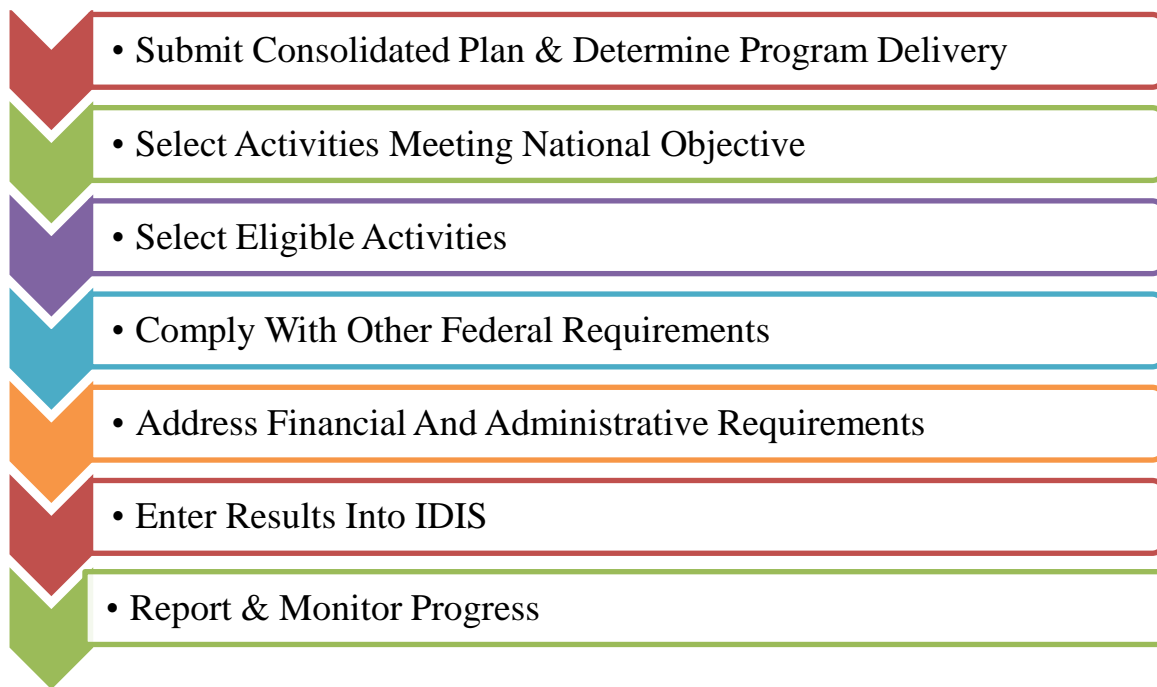 • Submit Consolidated Plan & Determine Program Delivery
• Select Activities Meeting National Objective
• Select Eligible Activities
• Comply With Other Federal Requirements
• Address Financial And Administrative Requirements
• Enter Results Into IDIS
• Report & Monitor Progress